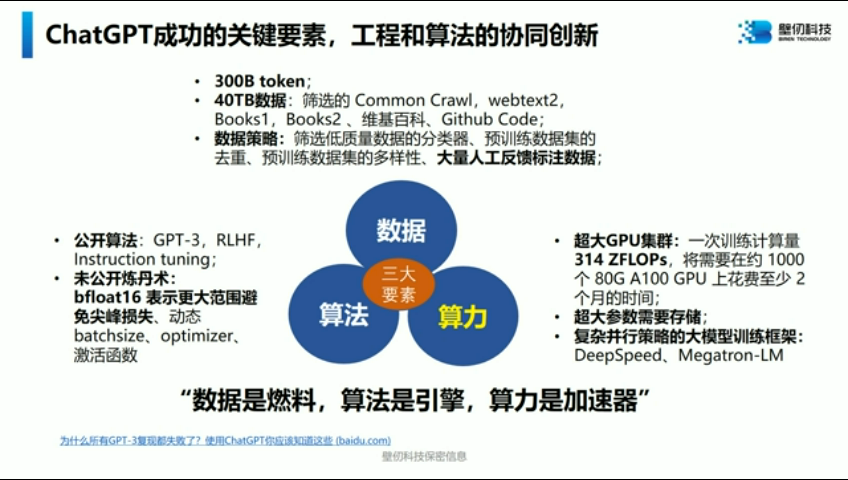 ChatGPT成功的关键要素，工程和算法的协同创新
壁仞科技
BIREN TECHNOLOGY
• 300B token；
• 40TB数据：筛选的 Common Crawl，webtext2，
Books1，Books2 、维基百科、Github Code；
• 数据策略：筛选低质量数据的分类器、预训练数据集的
去重、预训练数据集的多样性、大量人工反馈标注数据；
• 公开算法：GPT-3，RLHF，
Instruction tuning；
• 未公开炼丹术：
bfloat16 表示更大范围避
免尖峰损失、动态
batchsize、optimizer、
激活函数
数据
三大
要素
算法
算力
• 超大GPU集群：一次训练计算量
314 ZFLOPs，将需要在约 1000
个 80G A100 GPU 上花费至少 2
个月的时间；
• 超大参数需要存储；
• 复杂并行策略的大模型训练框架：
DeepSpeed、Megatron-LM
“数据是燃料，算法是引擎，算力是加速器”
为什么所有GPT-3复现都失败了？使用ChatGPT你应该知道这些 (baidu.com)
壁仞科技保密信息